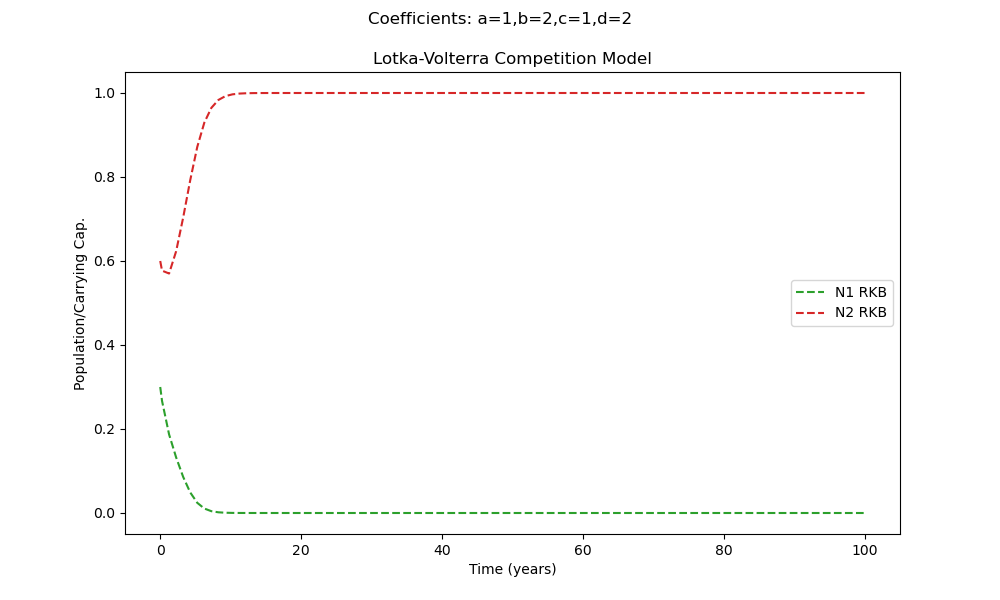 Coefficients: a=1,b=2,c=1,d=2
Lotka-Volterra Competition Model
Population/Carrying Cap.
1.0
0.8
0.6
0.4
0.2
0.0
N1 RKB
N2 RKB
0 20 40 60 80 100
Time (years)